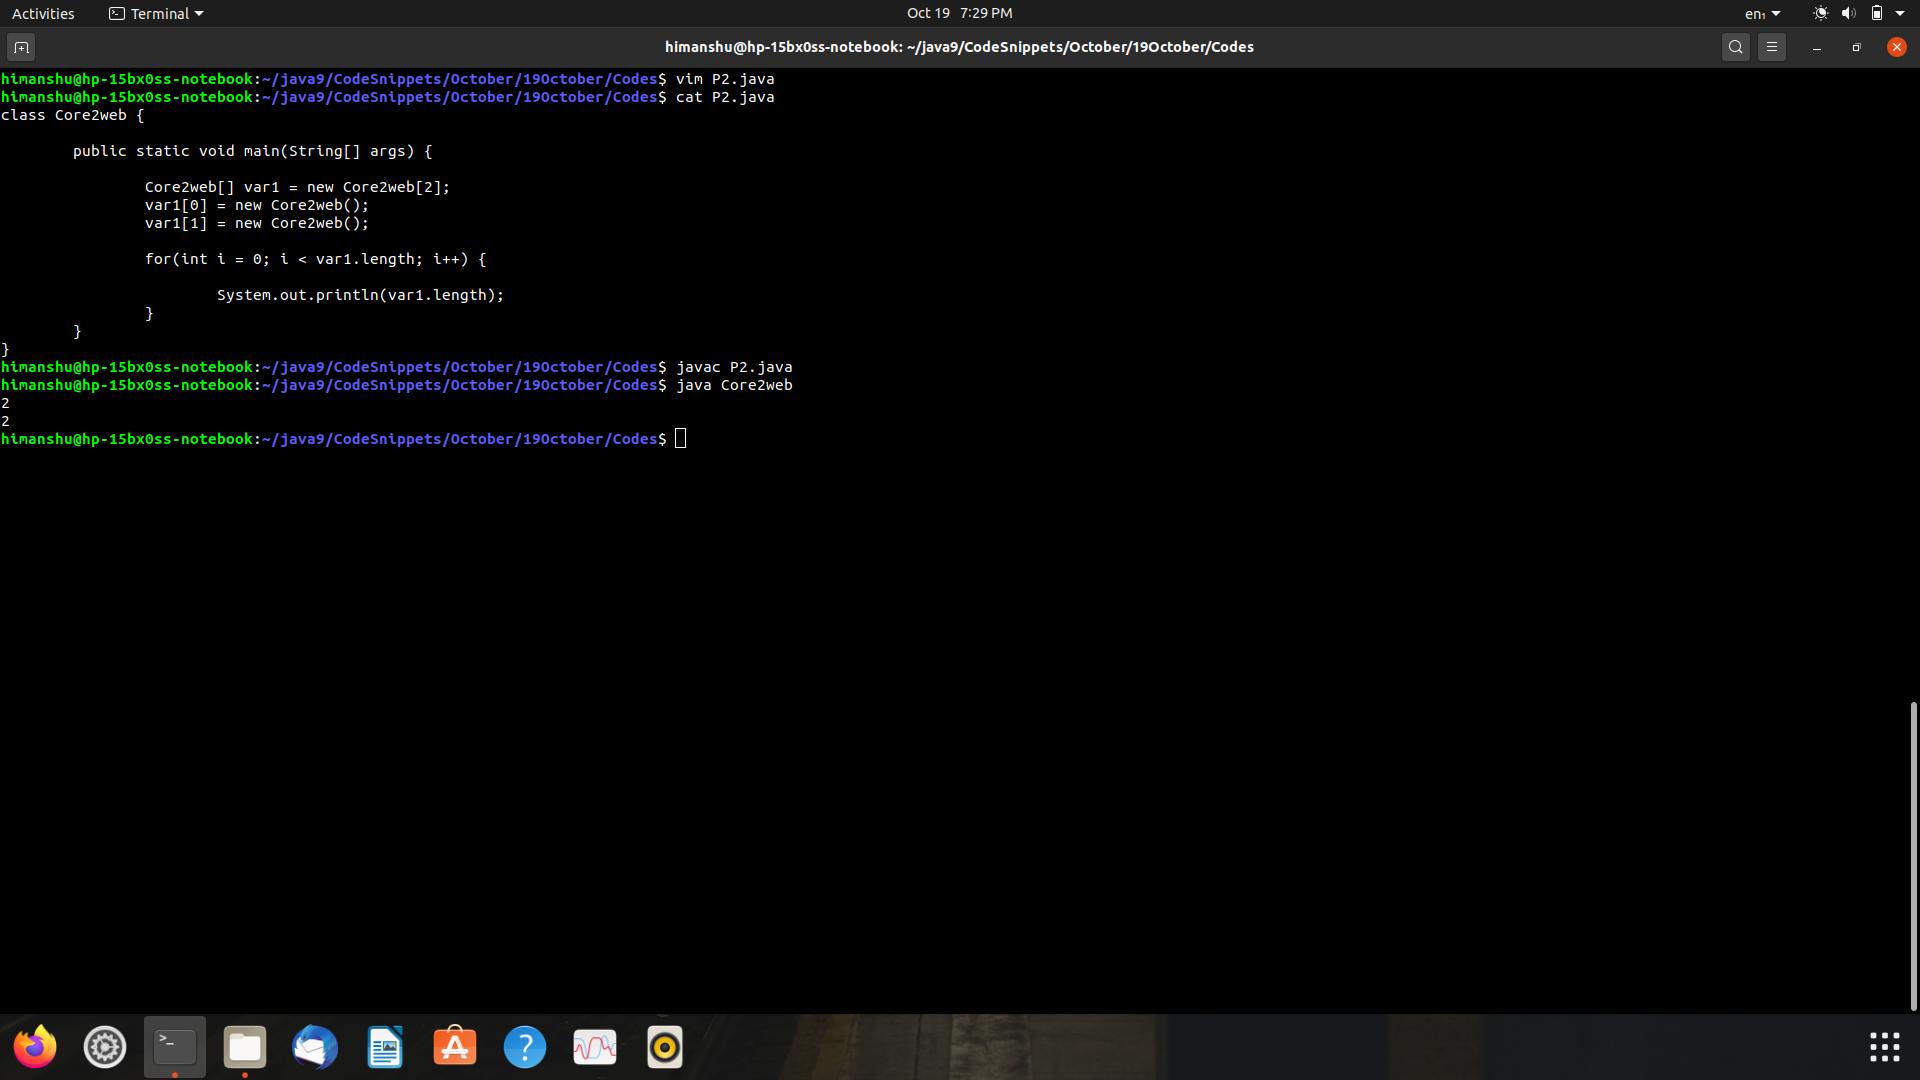 Activities Terminal Oct 19 7:29 PM en₁
himanshu@hp-15bx0ss-notebook: ~/java9/CodeSnippets/October/19October/Codes
himanshu@hp-15bx0ss-notebook:~/java9/CodeSnippets/October/19October/Codes$ vim P2.java
himanshu@hp-15bx0ss-notebook:~/java9/CodeSnippets/October/19October/Codes$ cat P2.java
class Core2web {
        public static void main(String[] args) {
                Core2web[] var1 = new Core2web[2];
                var1[0] = new Core2web();
                var1[1] = new Core2web();
                for(int i = 0; i < var1.length; i++) {
                        System.out.println(var1.length);
                }
        }
}
himanshu@hp-15bx0ss-notebook:~/java9/CodeSnippets/October/19October/Codes$ javac P2.java
himanshu@hp-15bx0ss-notebook:~/java9/CodeSnippets/October/19October/Codes$ java Core2web
2
2
himanshu@hp-15bx0ss-notebook:~/java9/CodeSnippets/October/19October/Codes$